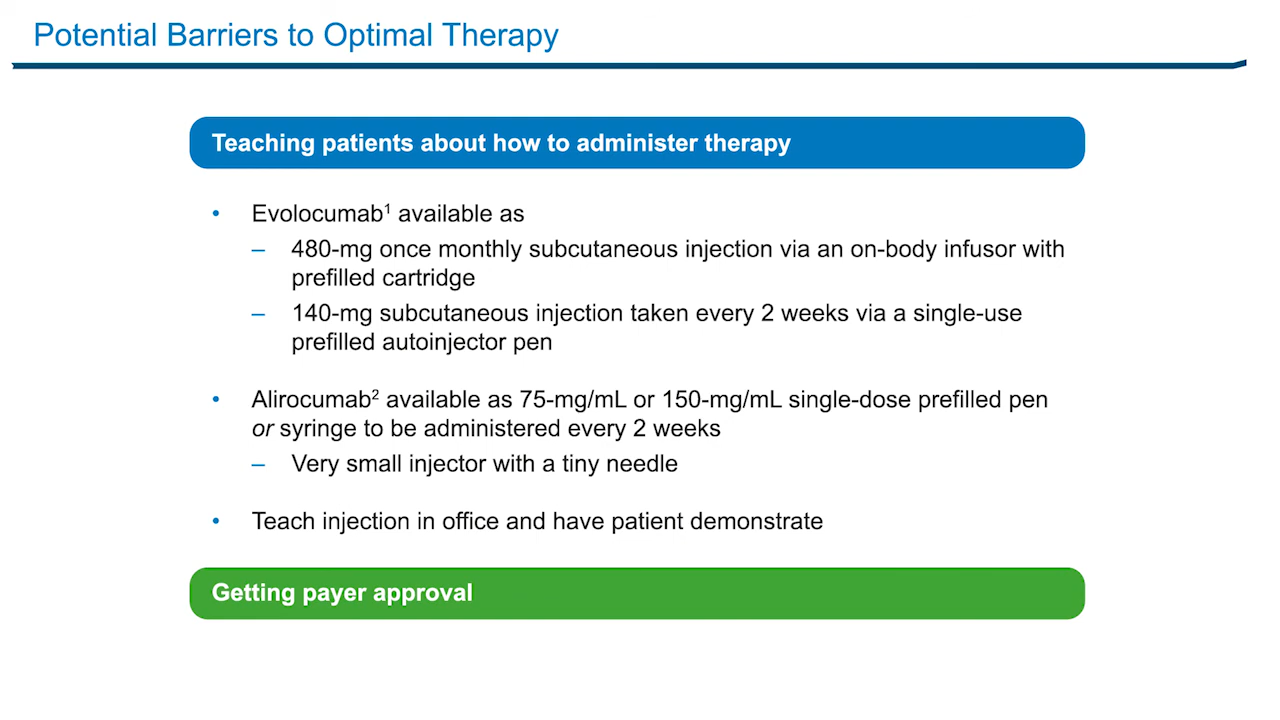 Potential Barriers to Optimal Therapy
Teaching patients about how to administer therapy
• Evolocumab¹ available as
– 480-mg once monthly subcutaneous injection via an on-body infusor with
prefilled cartridge
– 140-mg subcutaneous injection taken every 2 weeks via a single-use
prefilled autoinjector pen
• Alirocumab² available as 75-mg/mL or 150-mg/mL single-dose prefilled pen
or syringe to be administered every 2 weeks
– Very small injector with a tiny needle
• Teach injection in office and have patient demonstrate
Getting payer approval